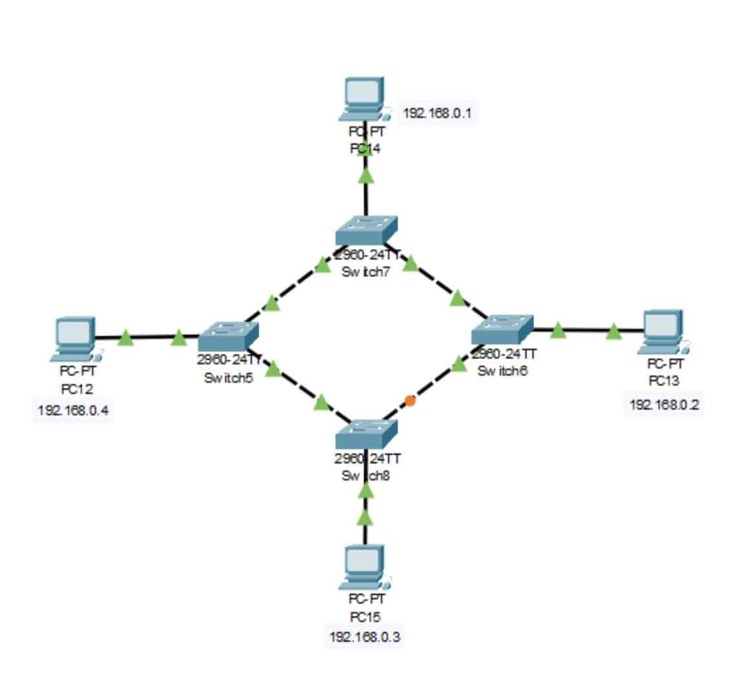 192.168.0.1
PC-PT
PC14
2960-24TT
Switch7
2960-24TT
Switch5
2960-24TT
Switch6
PC-PT
PC12
192.168.0.4
PC-PT
PC13
192.168.0.2
2960-24TT
Switch8
PC-PT
PC15
192.168.0.3